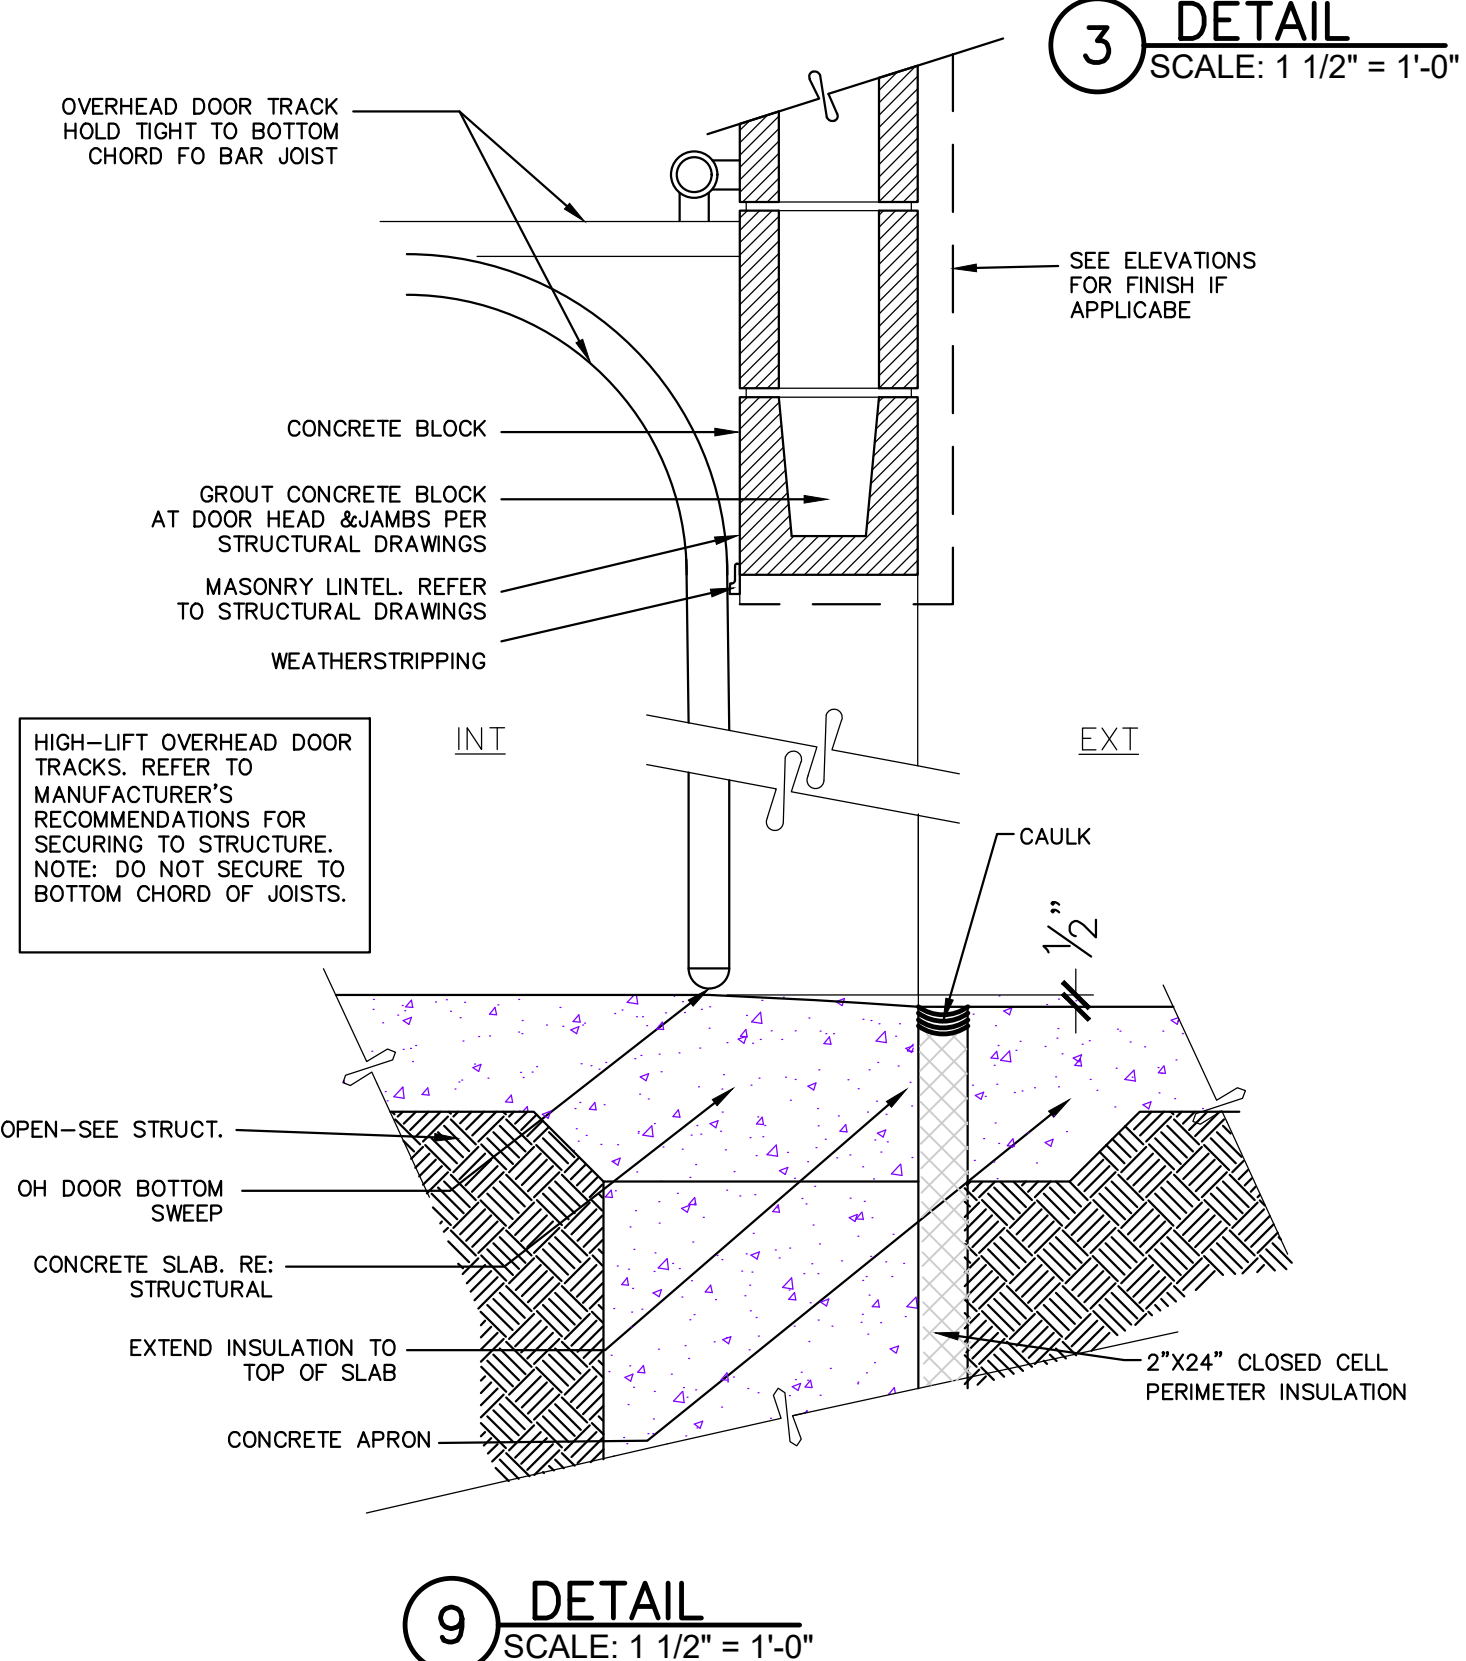 3
DETAIL
SCALE: 1 1/2" = 1'-0"
OVERHEAD DOOR TRACK
HOLD TIGHT TO BOTTOM
CHORD FO BAR JOIST
SEE ELEVATIONS
FOR FINISH IF
APPLICABE
CONCRETE BLOCK
GROUT CONCRETE BLOCK
AT DOOR HEAD &JAMBS PER
STRUCTURAL DRAWINGS
MASONRY LINTEL. REFER
TO STRUCTURAL DRAWINGS
WEATHERSTRIPPING
INT
EXT
HIGH-LIFT OVERHEAD DOOR
TRACKS. REFER TO
MANUFACTURER'S
RECOMMENDATIONS FOR
SECURING TO STRUCTURE.
NOTE: DO NOT SECURE TO
BOTTOM CHORD OF JOISTS.
CAULK
1/2"
OPEN-SEE STRUCT.
OH DOOR BOTTOM
SWEEP
CONCRETE SLAB. RE:
STRUCTURAL
EXTEND INSULATION TO
TOP OF SLAB
CONCRETE APRON
2"X24" CLOSED CELL
PERIMETER INSULATION
9
DETAIL
SCALE: 1 1/2" = 1'-0"